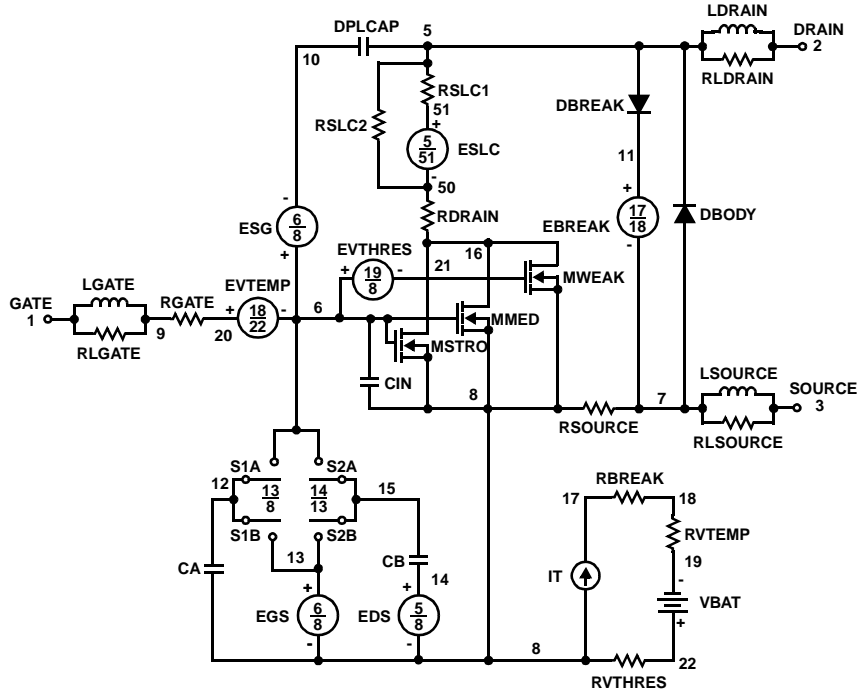 LDRAIN
DPLCAP 5 DRAIN
10 2
RLDRAIN
RSLC1
51
DBREAK
RSLC2
+
5
51
ESLC
11
-
50
-
+
17
18
6
8
ESG
RDRAIN
EBREAK
DBODY
+
EVTHRES
16
-
+ 19
8
- 21
MWEAK
LGATE
EVTEMP
GATE
RGATE
+ 18
22
- 6
MMED
1
9
20
MSTRO
RLGATE
LSOURCE
CIN
8
7
SOURCE
3
RSOURCE
RLSOURCE
S1A
S2A
12
13
8
14
13
15
RBREAK
17
18
S1B
S2B
RVTEMP
13
CB
CA
14
IT
19
-
+
+
VBAT
EGS
6
8
EDS
5
8
+
-
-
8
22
RVTHRES